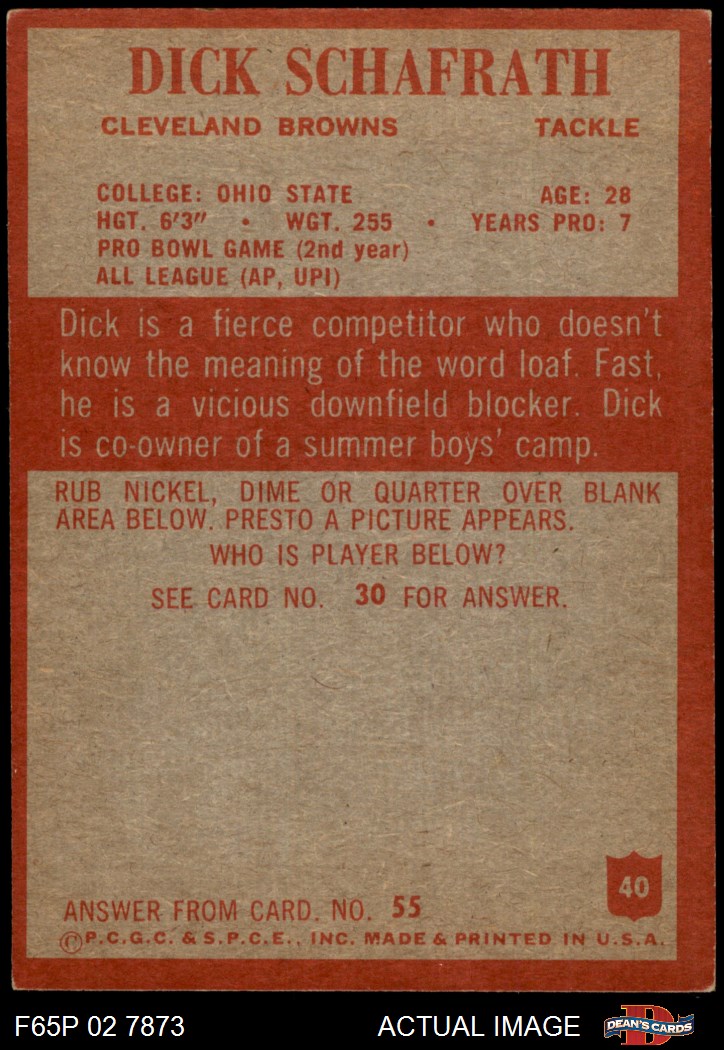 DICK SCHAFRATH
CLEVELAND BROWNS TACKLE
COLLEGE: OHIO STATE AGE: 28
HGT. 6'3" • WGT. 255 • YEARS PRO: 7
PRO BOWL GAME (2nd year)
ALL LEAGUE (AP, UPI)
Dick is a fierce competitor who doesn't
know the meaning of the word loaf. Fast,
he is a vicious downfield blocker. Dick
is co-owner of a summer boys' camp.
RUB NICKEL, DIME OR QUARTER OVER BLANK
AREA BELOW. PRESTO A PICTURE APPEARS.
WHO IS PLAYER BELOW?
SEE CARD NO. 30 FOR ANSWER.
40
ANSWER FROM CARD. NO. 55
©P.C.G.C. & S.P.C.E., INC. MADE & PRINTED IN U.S.A.
F65P 02 7873 ACTUAL IMAGE D DEAN'S CARDS